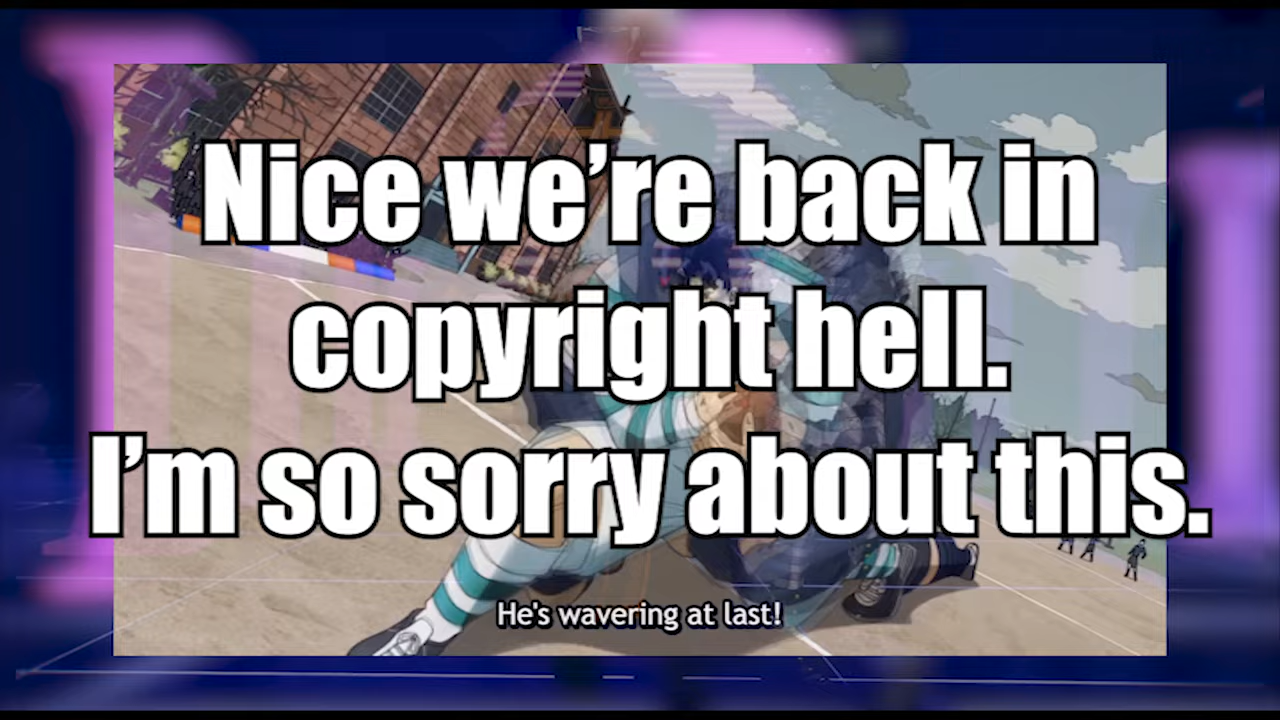 Nice we’re back in
copyright hell.
I’m so sorry about this.
He's wavering at last!